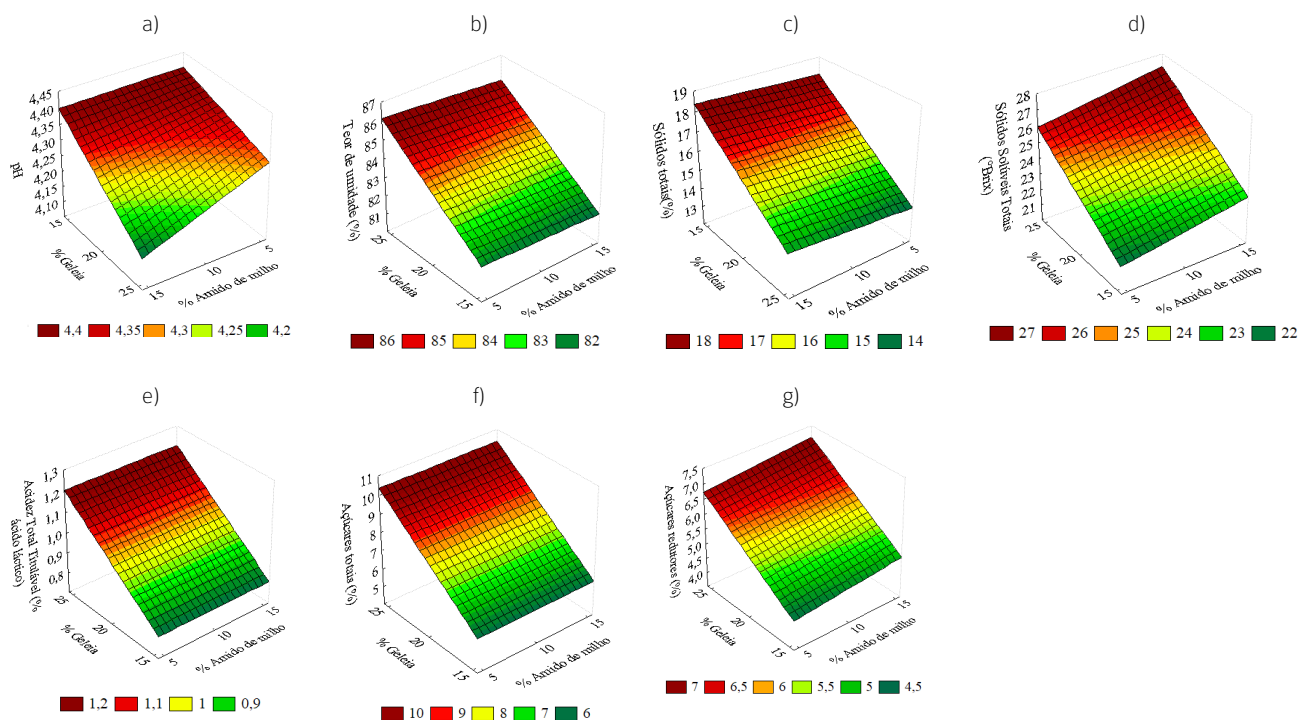 a)
b)
c)
d)
4,45
4,40
4,35
4,30
4,25
4,20
4,15
4,10
pH
15
20
25
% Geleia
15
10
5
% Amido de milho
4,4 4,35 4,3 4,25 4,2
87
86
85
84
83
82
81
Teor de umidade (%)
25
20
15
% Geleia
5
10
15
% Amido de milho
86 85 84 83 82
19
18
17
16
15
14
13
Sólidos totais(%)
15
20
25
% Geleia
15
10
5
% Amido de milho
18 17 16 15 14
28
27
26
25
24
23
22
21
Sólidos Solúveis Totais
(°Brix)
25
20
15
% Geleia
5
10
15
% Amido de milho
27 26 25 24 23 22
e)
f)
g)
1,3
1,2
1,1
1,0
0,9
0,8
Acidez Total Titulável (%
ácido láctico)
25
20
15
% Geleia
5
10
15
% Amido de milho
1,2 1,1 1 0,9
11
10
9
8
7
6
5
Açúcares totais (%)
25
20
15
% Geleia
5
10
15
% Amido de milho
10 9 8 7 6
7,5
7,0
6,5
6,0
5,5
5,0
4,5
4,0
Açúcares redutores (%)
25
20
15
% Geleia
5
10
15
% Amido de milho
7 6,5 6 5,5 5 4,5